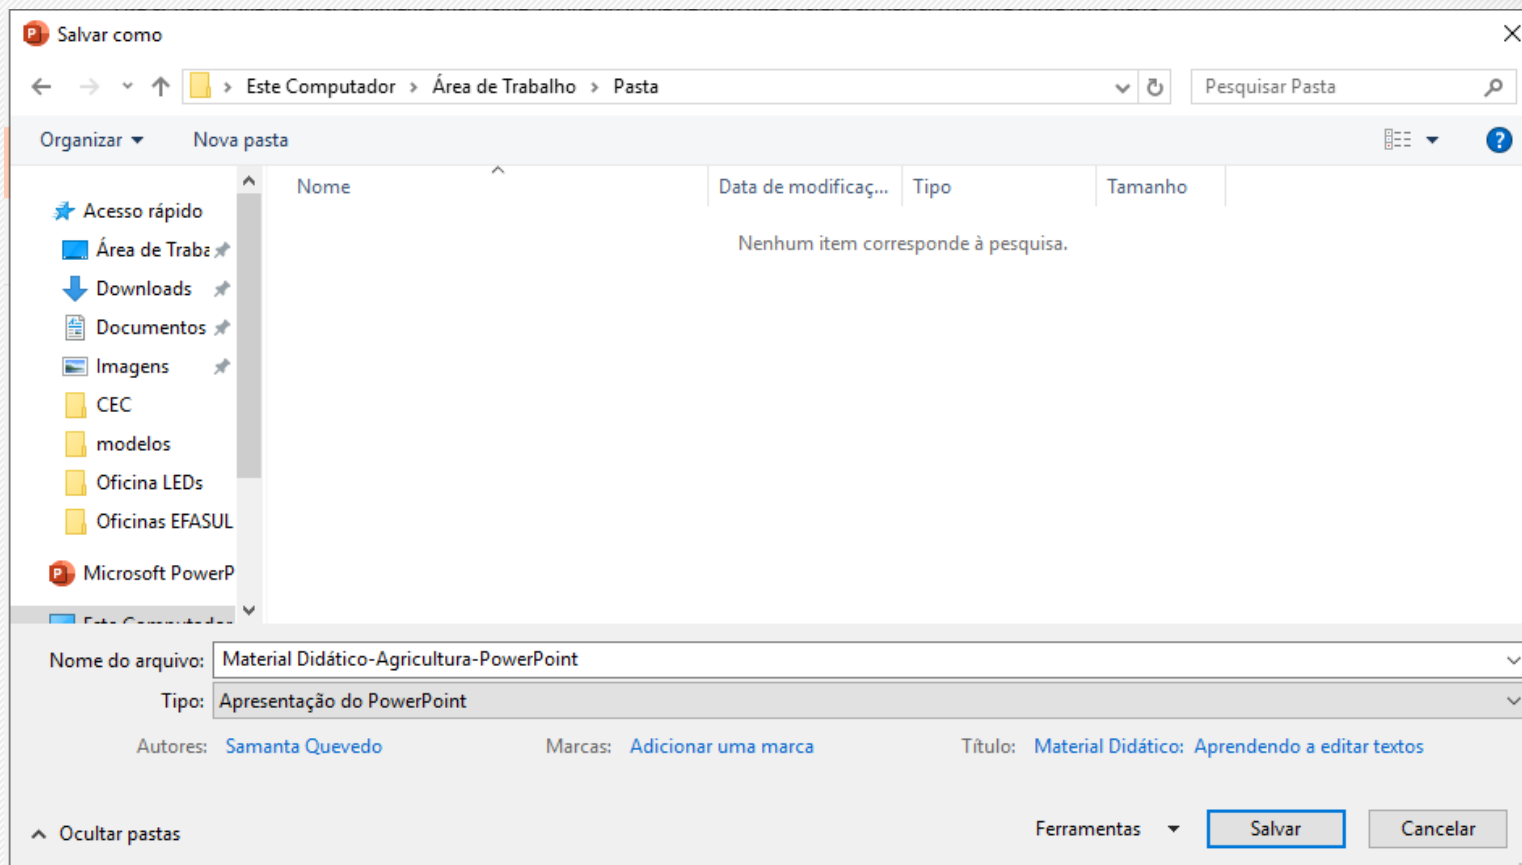 Salvar como
Este Computador > Área de Trabalho > Pasta
Pesquisar Pasta
Organizar
Nova pasta
Nome
Data de modificaç...
Tipo
Tamanho
Nenhum item corresponde à pesquisa.
Acesso rápido
Área de Traba
Downloads
Documentos
Imagens
CEC
modelos
Oficina LEDs
Oficinas EFASUL
Microsoft PowerP
Este Computador
Nome do arquivo: Material Didático-Agricultura-PowerPoint
Tipo: Apresentação do PowerPoint
Autores: Samanta Quevedo
Marcas: Adicionar uma marca
Título: Material Didático: Aprendendo a editar textos
Ocultar pastas
Ferramentas
Salvar
Cancelar